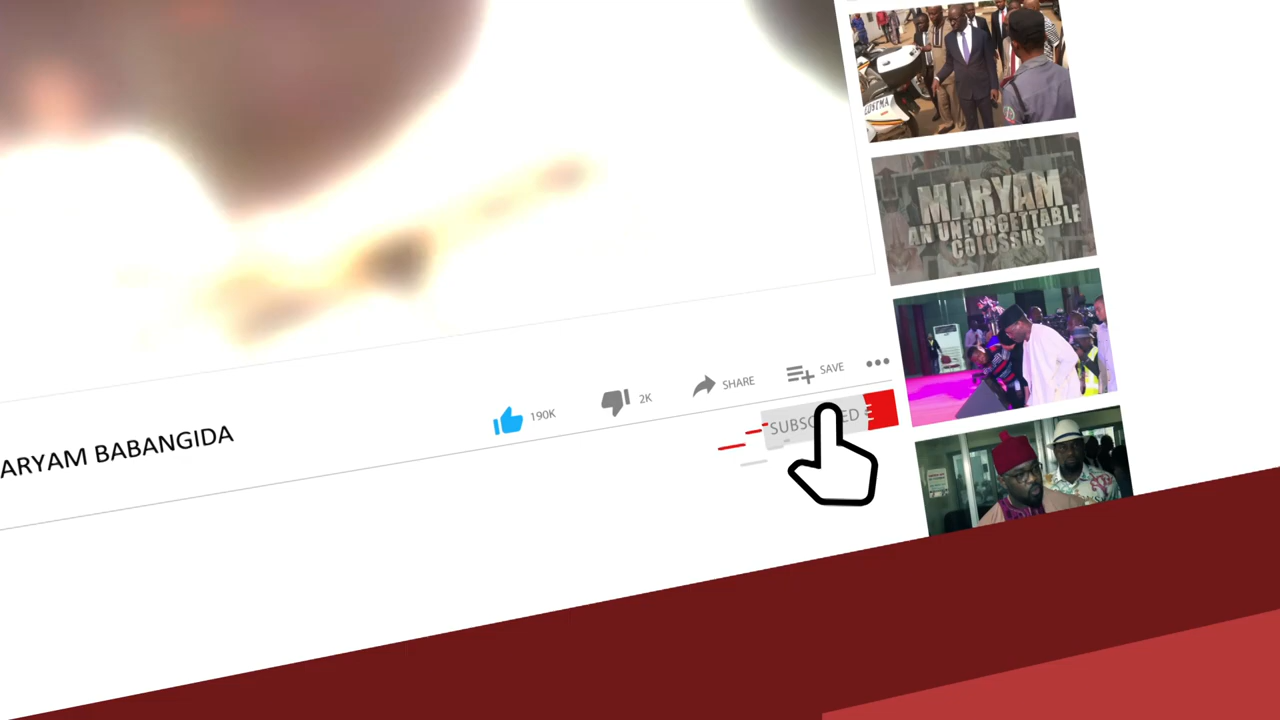 MARYAM
AN UNFORGETTABLE
COLOSSUS
190K
2K
SHARE
SAVE
ARYAM BABANGIDA